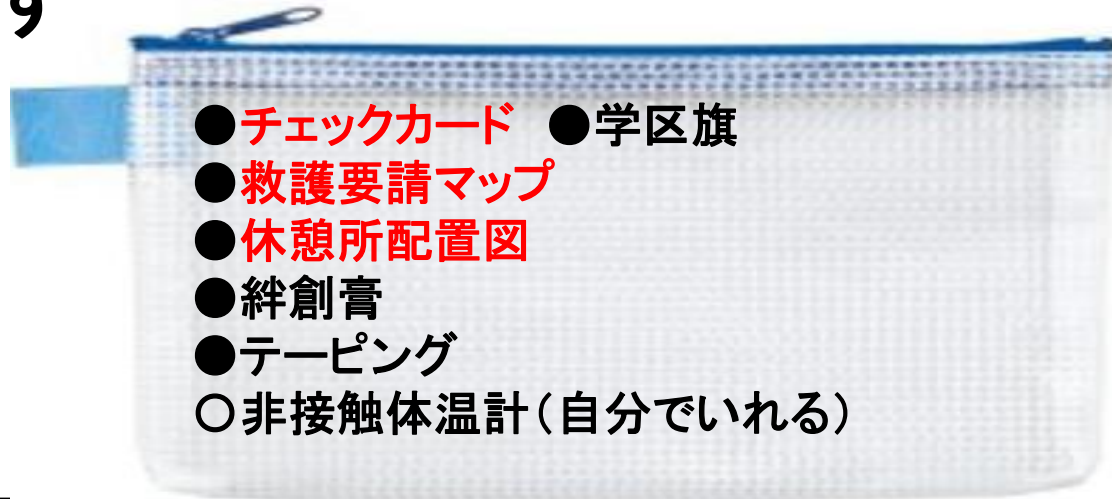 す
●チェックカード ●学区旗
●救護要請マップ
●休憩所配置図
●絆創膏
●テーピング
○非接触体温計（自分でいれる）